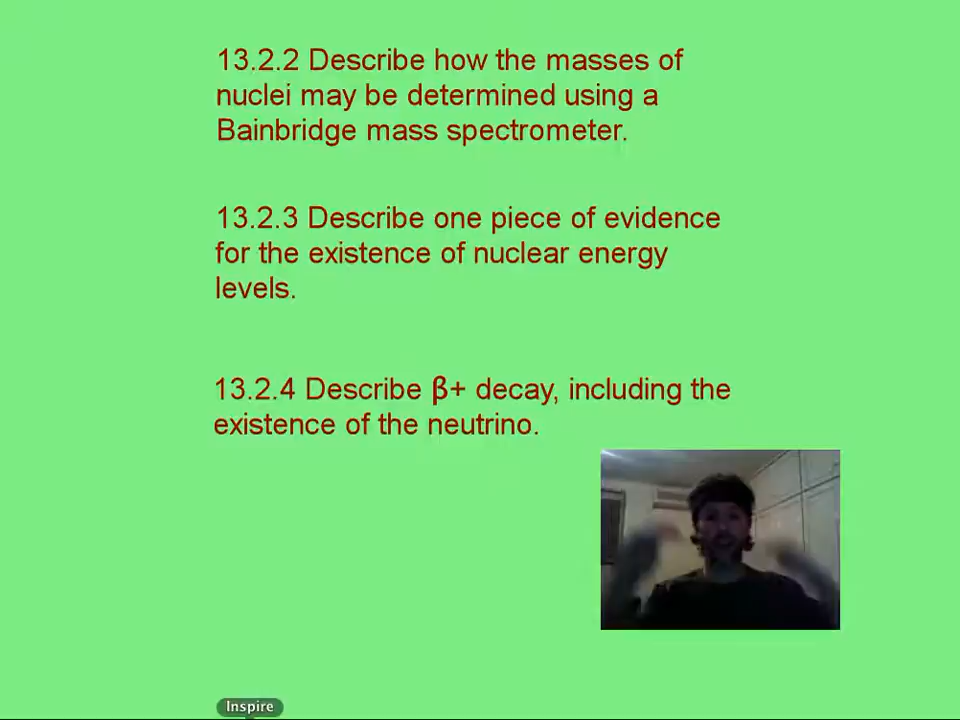 13.2.2 Describe how the masses of
nuclei may be determined using a
Bainbridge mass spectrometer.
13.2.3 Describe one piece of evidence
for the existence of nuclear energy
levels.
13.2.4 Describe β+ decay, including the
existence of the neutrino.
Inspire